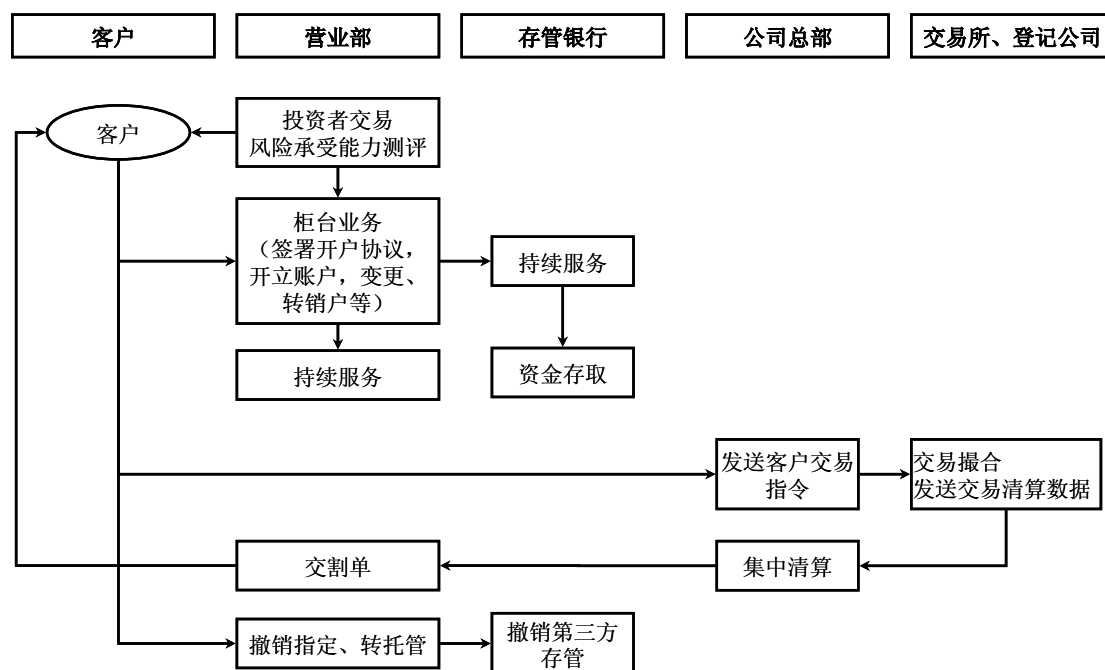 客户
营业部
存管银行
公司总部
交易所、登记公司
客户
投资者交易
风险承受能力测评
柜台业务
（签署开户协议，
开立账户，变更、
转销户等）
持续服务
持续服务
资金存取
发送客户交易
指令
交易撮合
发送交易清算数据
交割单
集中清算
撤销指定、转托管
撤销第三方
存管